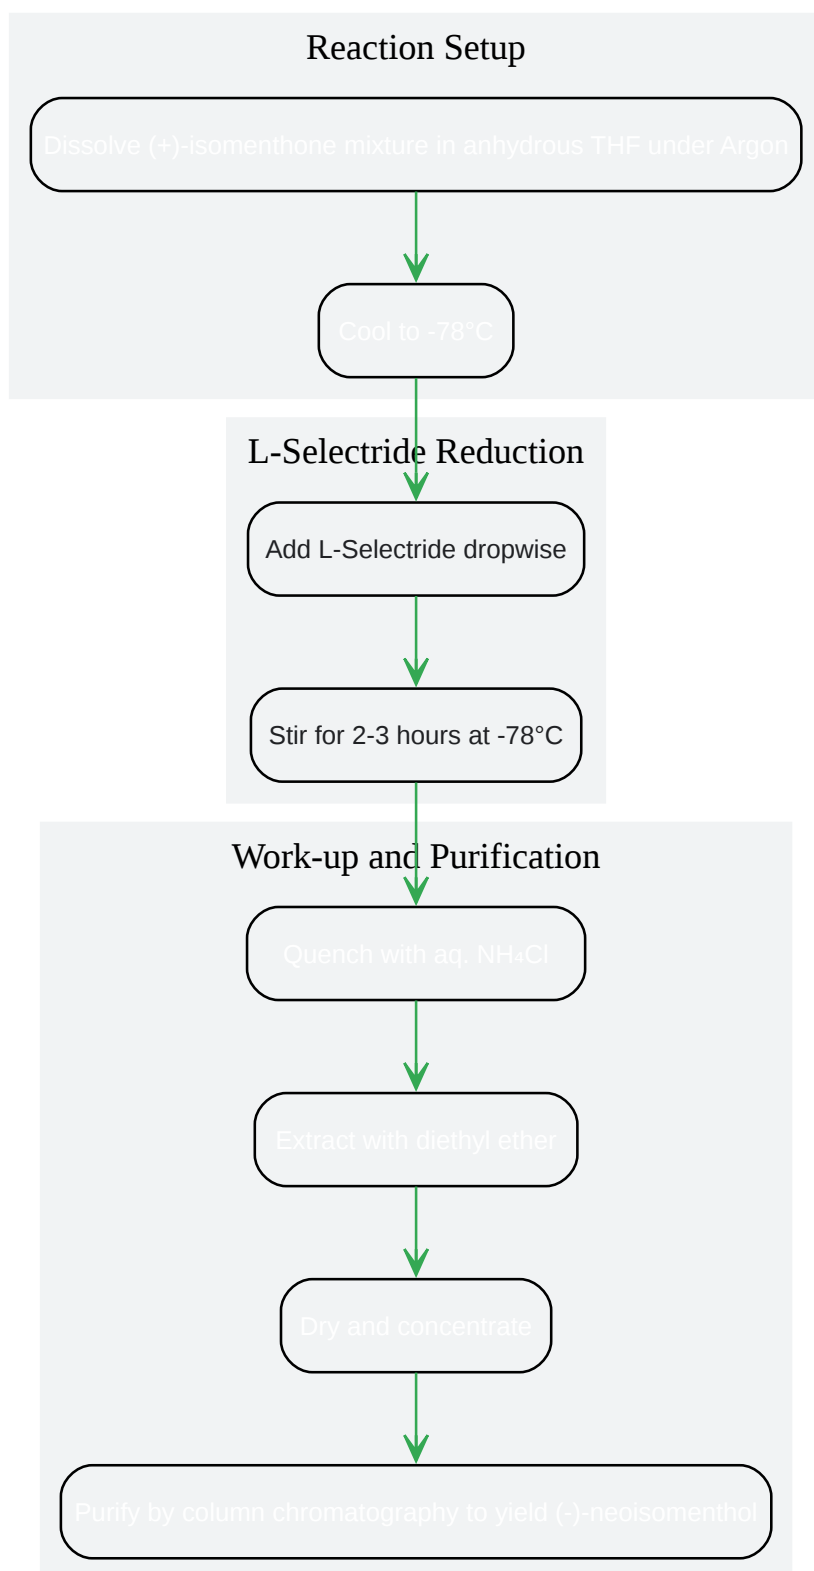 Reaction Setup
Dissolve (+)-isomenthone mixture in anhydrous THF under Argon
Cool to -78°C
L-Selectride Reduction
Add L-Selectride dropwise
Stir for 2-3 hours at -78°C
Work-up and Purification
Quench with aq. NH₄Cl
Extract with diethyl ether
Dry and concentrate
Purify by column chromatography to yield (-)-neoisomenthol